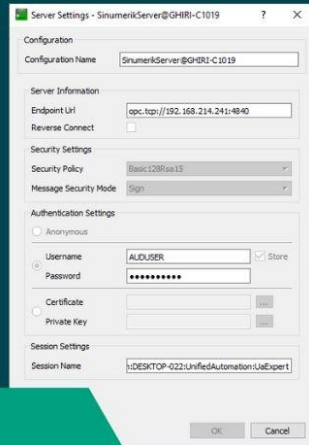 Server Settings - SinumerikServer@GHIRI-C1019 ? ×
Configuration
Configuration Name SinumerikServer@GHIRI-C1019
Server Information
Endpoint Url opc.tcp://192.168.214.241:4840
Reverse Connect
Security Settings
Security Policy Basic128Rsa15
Message Security Mode Sign
Authentication Settings
Anonymous
Username AUDUSER Store
Password ●●●●●●●●●●
Certificate ...
Private Key ...
Session Settings
Session Name n:DESKTOP-022:UnifiedAutomation:UaExpert
OK Cancel